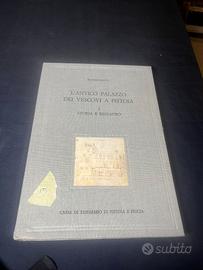 L'ANTICO PALAZZO
DEI VESCOVI A PISTOIA
I
STORIA E RESTAURO
CASSA DI RISPARMIO DI PISTOIA E PESCIA
subito